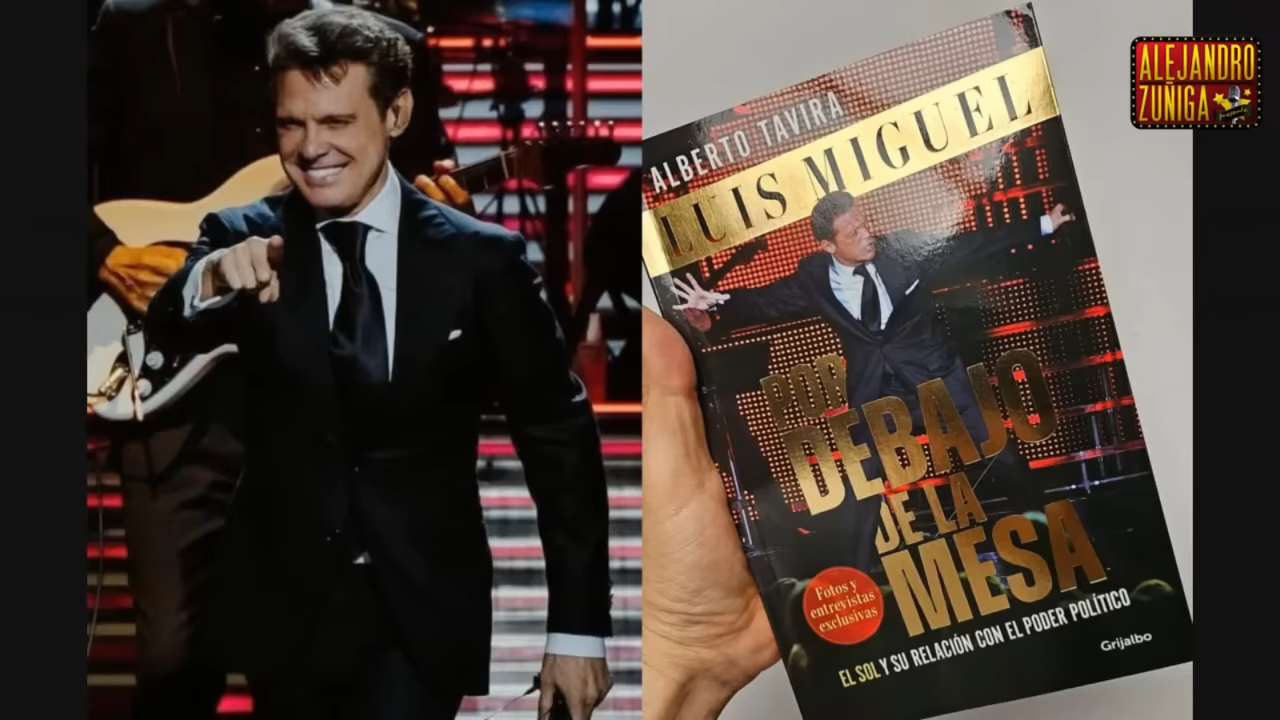 ALEJANDRO
ZUÑIGA
ALBERTO TAVIRA
LUIS MIGUEL
POR
DEBAJO
DE LA
MESA
Fotos y
entrevistas
exclusivas
EL SOL Y SU RELACIÓN CON EL PODER POLÍTICO
Grijalbo